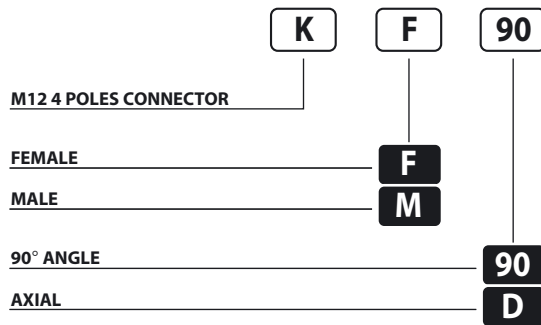 K F 90
M12 4 POLES CONNECTOR
FEMALE F
MALE M
90° ANGLE 90
AXIAL D